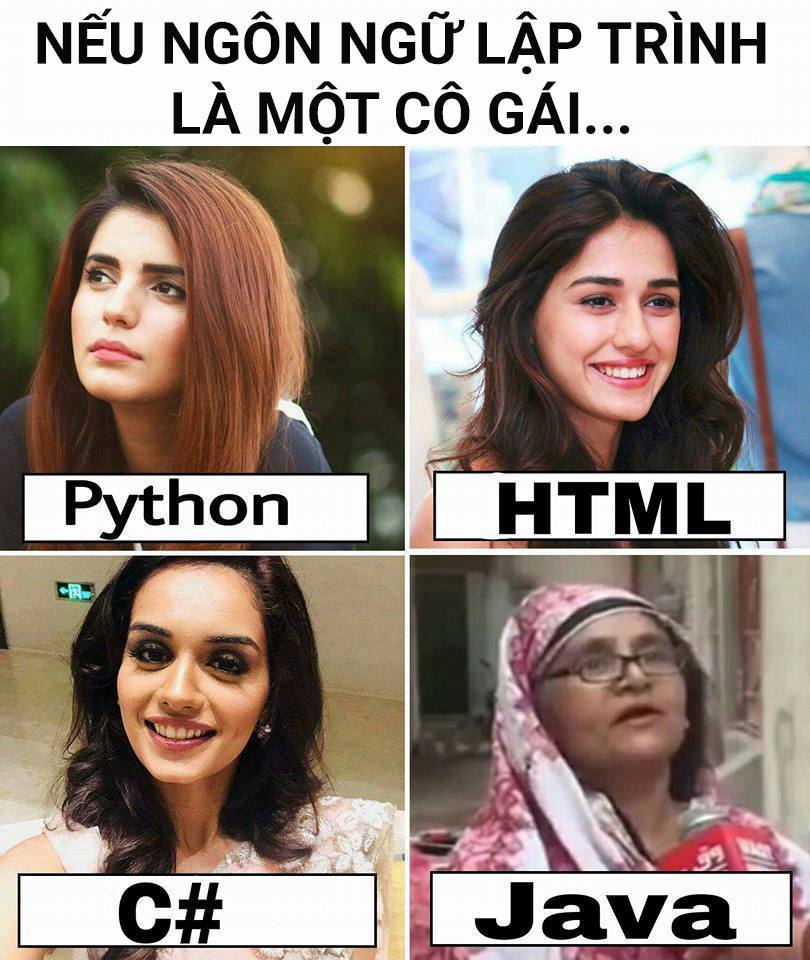 NẾU NGÔN NGỮ LẬP TRÌNH
LÀ MỘT CÔ GÁI...
Python
HTML
C#
Java